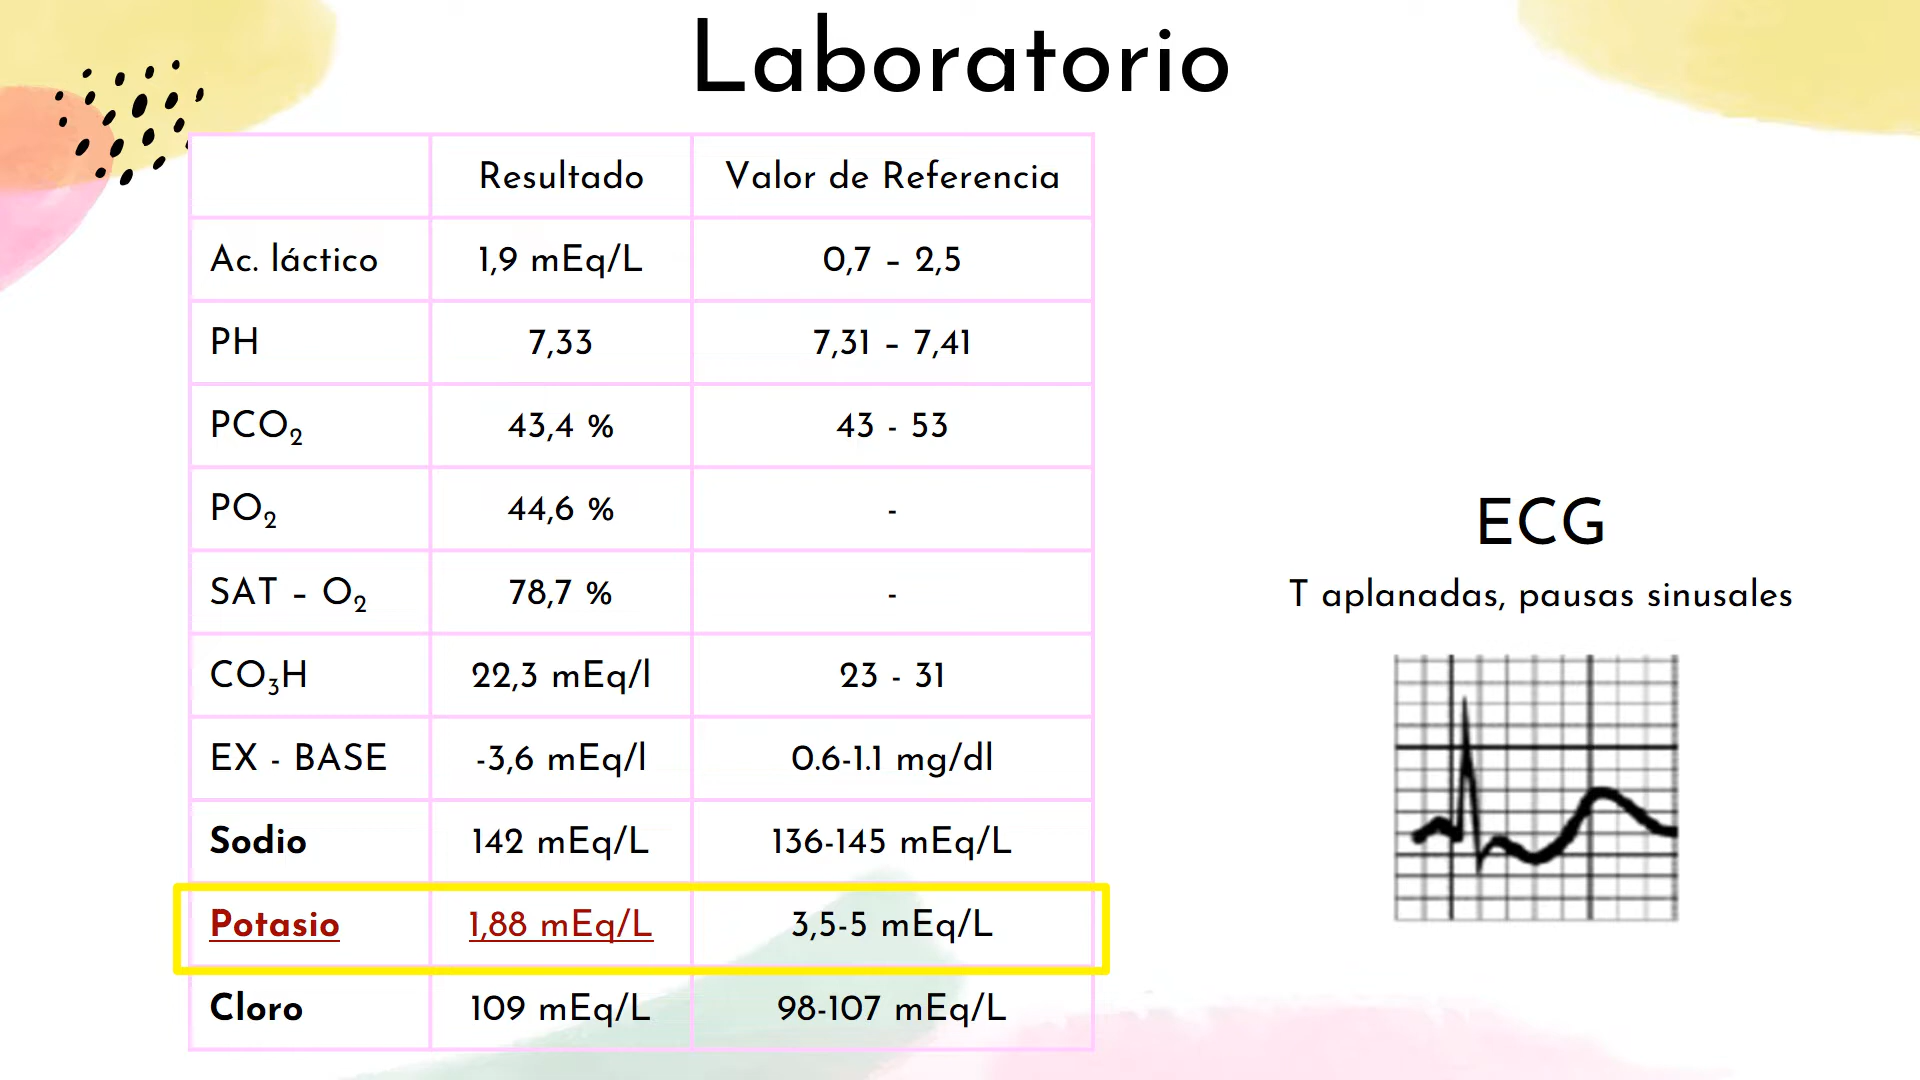 Laboratorio
Resultado Valor de Referencia
Ac. láctico 1,9 mEq/L 0,7 – 2,5
PH 7,33 7,31 – 7,41
PCO₂ 43,4 % 43 - 53
PO₂ 44,6 % -
SAT – O₂ 78,7 % -
CO₃H 22,3 mEq/l 23 - 31
EX - BASE -3,6 mEq/l 0.6-1.1 mg/dl
Sodio 142 mEq/L 136-145 mEq/L
Potasio 1,88 mEq/L 3,5-5 mEq/L
Cloro 109 mEq/L 98-107 mEq/L
ECG
T aplanadas, pausas sinusales